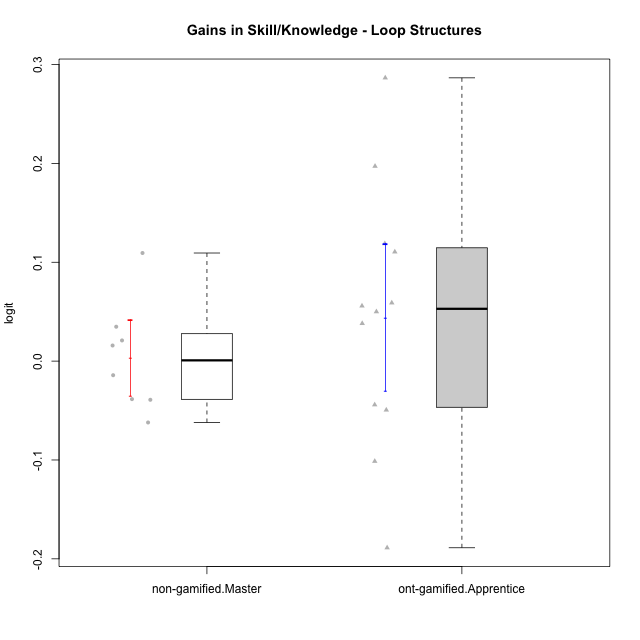 Gains in Skill/Knowledge - Loop Structures
logit
0.3
0.2
0.1
0.0
-0.1
-0.2
non-gamified.Master
ont-gamified.Apprentice